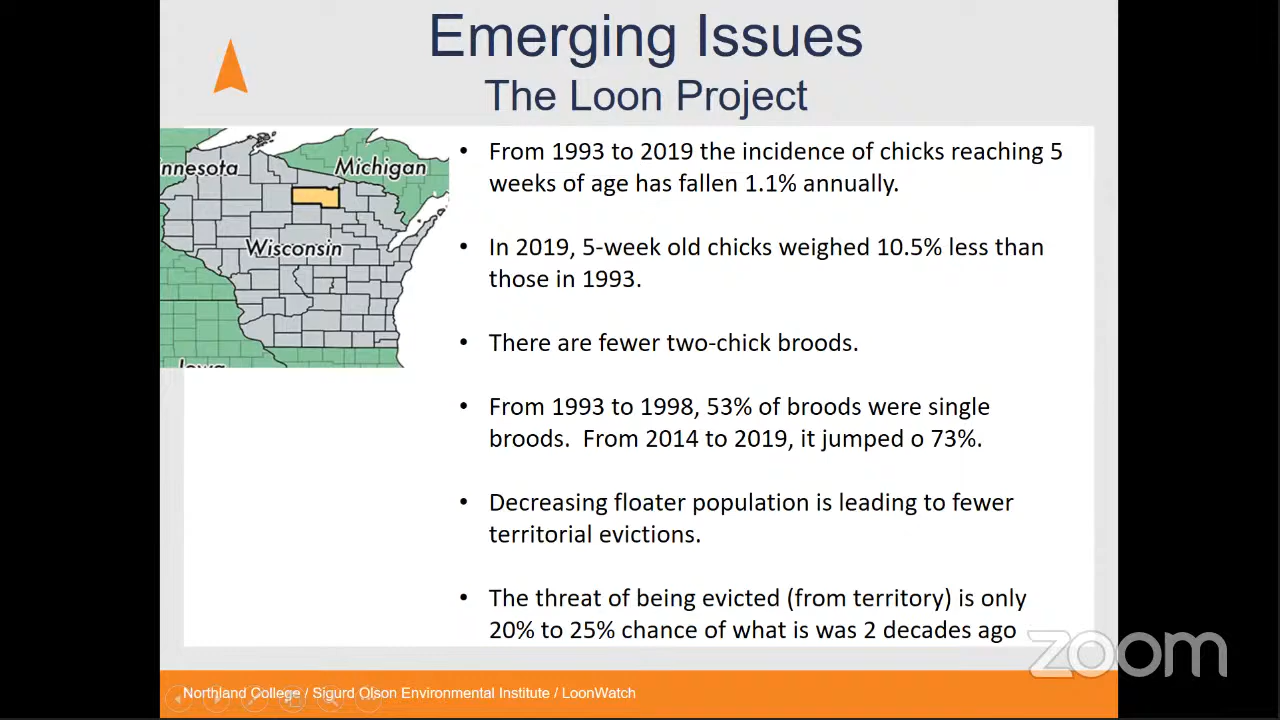 Emerging Issues
The Loon Project
nnesota
Michigan
Wisconsin
Iowa
• From 1993 to 2019 the incidence of chicks reaching 5
weeks of age has fallen 1.1% annually.
• In 2019, 5-week old chicks weighed 10.5% less than
those in 1993.
• There are fewer two-chick broods.
• From 1993 to 1998, 53% of broods were single
broods.  From 2014 to 2019, it jumped o 73%.
• Decreasing floater population is leading to fewer
territorial evictions.
• The threat of being evicted (from territory) is only
20% to 25% chance of what is was 2 decades ago
zoom
Northland College / Sigurd Olson Environmental Institute / LoonWatch